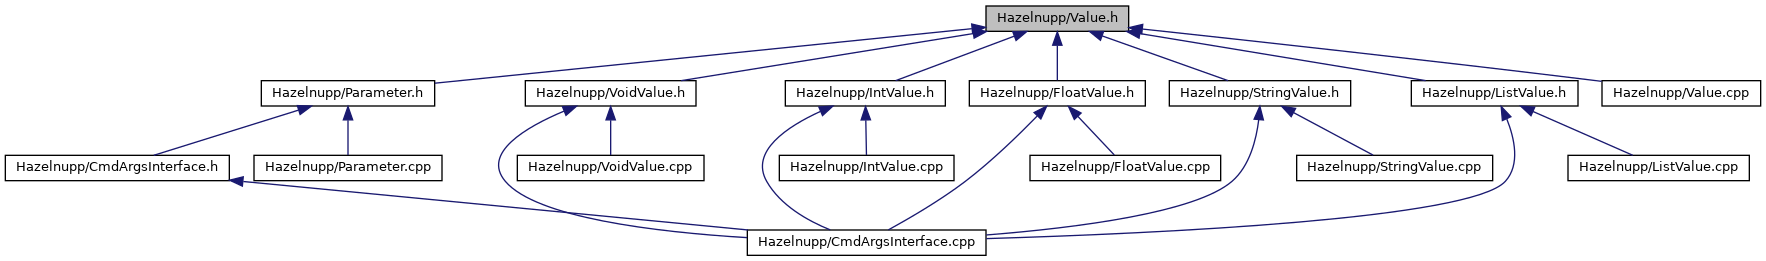 Hazelnupp/Value.h
Hazelnupp/Parameter.h
Hazelnupp/VoidValue.h
Hazelnupp/IntValue.h
Hazelnupp/FloatValue.h
Hazelnupp/StringValue.h
Hazelnupp/ListValue.h
Hazelnupp/Value.cpp
Hazelnupp/CmdArgsInterface.h
Hazelnupp/Parameter.cpp
Hazelnupp/VoidValue.cpp
Hazelnupp/IntValue.cpp
Hazelnupp/FloatValue.cpp
Hazelnupp/StringValue.cpp
Hazelnupp/ListValue.cpp
Hazelnupp/CmdArgsInterface.cpp